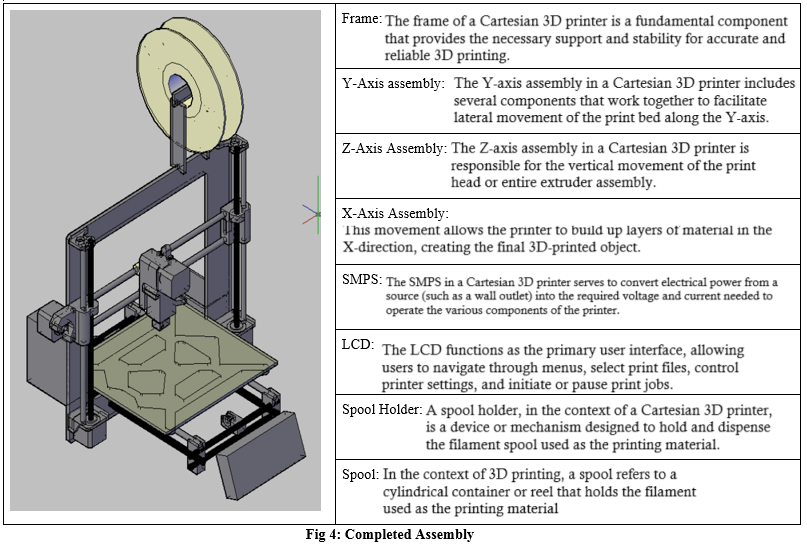 Frame: The frame of a Cartesian 3D printer is a fundamental component
that provides the necessary support and stability for accurate and
reliable 3D printing.
Y-Axis assembly: The Y-axis assembly in a Cartesian 3D printer includes
several components that work together to facilitate
lateral movement of the print bed along the Y-axis.
Z-Axis Assembly: The Z-axis assembly in a Cartesian 3D printer is
responsible for the vertical movement of the print
head or entire extruder assembly.
X-Axis Assembly:
This movement allows the printer to build up layers of material in the
X-direction, creating the final 3D-printed object.
SMPS: The SMPS in a Cartesian 3D printer serves to convert electrical power from a
source (such as a wall outlet) into the required voltage and current needed to
operate the various components of the printer.
LCD: The LCD functions as the primary user interface, allowing
users to navigate through menus, select print files, control
printer settings, and initiate or pause print jobs.
Spool Holder: A spool holder, in the context of a Cartesian 3D printer,
is a device or mechanism designed to hold and dispense
the filament spool used as the printing material.
Spool: In the context of 3D printing, a spool refers to a
cylindrical container or reel that holds the filament
used as the printing material
Fig 4: Completed Assembly